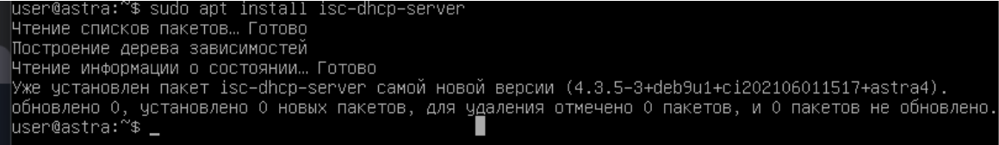 user@astra:~$ sudo apt install isc-dhcp-server
Чтение списков пакетов… Готово
Построение дерева зависимостей
Чтение информации о состоянии… Готово
Уже установлен пакет isc-dhcp-server самой новой версии (4.3.5-3+deb9u1+ci202106011517+astra4).
обновлено 0, установлено 0 новых пакетов, для удаления отмечено 0 пакетов, и 0 пакетов не обновлено.
user@astra:~$ _